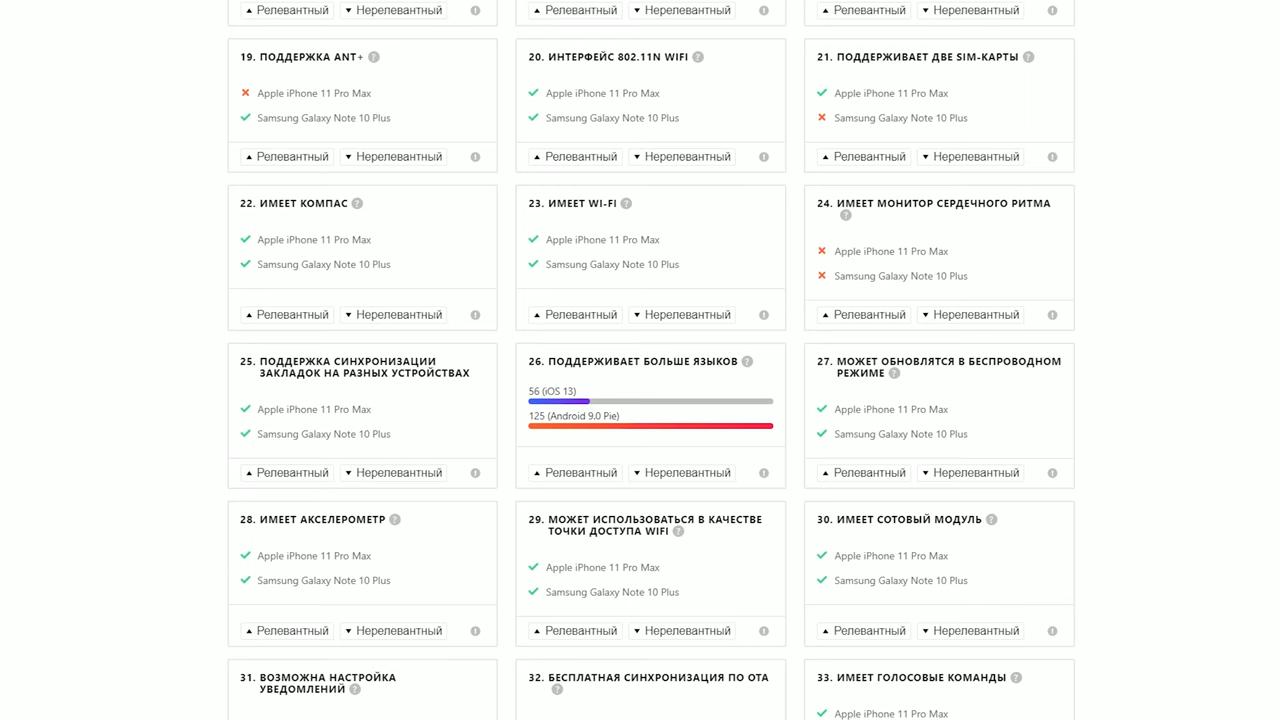 Релевантный Нерелевантный
Релевантный Нерелевантный
Релевантный Нерелевантный
19. ПОДДЕРЖКА ANT+ ?
Apple iPhone 11 Pro Max
Samsung Galaxy Note 10 Plus
Релевантный Нерелевантный
20. ИНТЕРФЕЙС 802.11N WIFI ?
Apple iPhone 11 Pro Max
Samsung Galaxy Note 10 Plus
Релевантный Нерелевантный
21. ПОДДЕРЖИВАЕТ ДВЕ SIM-КАРТЫ ?
Apple iPhone 11 Pro Max
Samsung Galaxy Note 10 Plus
Релевантный Нерелевантный
22. ИМЕЕТ КОМПАС ?
Apple iPhone 11 Pro Max
Samsung Galaxy Note 10 Plus
Релевантный Нерелевантный
23. ИМЕЕТ WI-FI ?
Apple iPhone 11 Pro Max
Samsung Galaxy Note 10 Plus
Релевантный Нерелевантный
24. ИМЕЕТ МОНИТОР СЕРДЕЧНОГО РИТМА
?
Apple iPhone 11 Pro Max
Samsung Galaxy Note 10 Plus
Релевантный Нерелевантный
25. ПОДДЕРЖКА СИНХРОНИЗАЦИИ
ЗАКЛАДОК НА РАЗНЫХ УСТРОЙСТВАХ
Apple iPhone 11 Pro Max
Samsung Galaxy Note 10 Plus
Релевантный Нерелевантный
26. ПОДДЕРЖИВАЕТ БОЛЬШЕ ЯЗЫКОВ ?
56 (iOS 13)
125 (Android 9.0 Pie)
Релевантный Нерелевантный
27. МОЖЕТ ОБНОВЛЯТСЯ В БЕСПРОВОДНОМ
РЕЖИМЕ ?
Apple iPhone 11 Pro Max
Samsung Galaxy Note 10 Plus
Релевантный Нерелевантный
28. ИМЕЕТ АКСЕЛЕРОМЕТР ?
Apple iPhone 11 Pro Max
Samsung Galaxy Note 10 Plus
Релевантный Нерелевантный
29. МОЖЕТ ИСПОЛЬЗОВАТЬСЯ В КАЧЕСТВЕ
ТОЧКИ ДОСТУПА WIFI ?
Apple iPhone 11 Pro Max
Samsung Galaxy Note 10 Plus
Релевантный Нерелевантный
30. ИМЕЕТ СОТОВЫЙ МОДУЛЬ ?
Apple iPhone 11 Pro Max
Samsung Galaxy Note 10 Plus
Релевантный Нерелевантный
31. ВОЗМОЖНА НАСТРОЙКА
УВЕДОМЛЕНИЙ ?
32. БЕСПЛАТНАЯ СИНХРОНИЗАЦИЯ ПО ОТА
?
33. ИМЕЕТ ГОЛОСОВЫЕ КОМАНДЫ ?
Apple iPhone 11 Pro Max